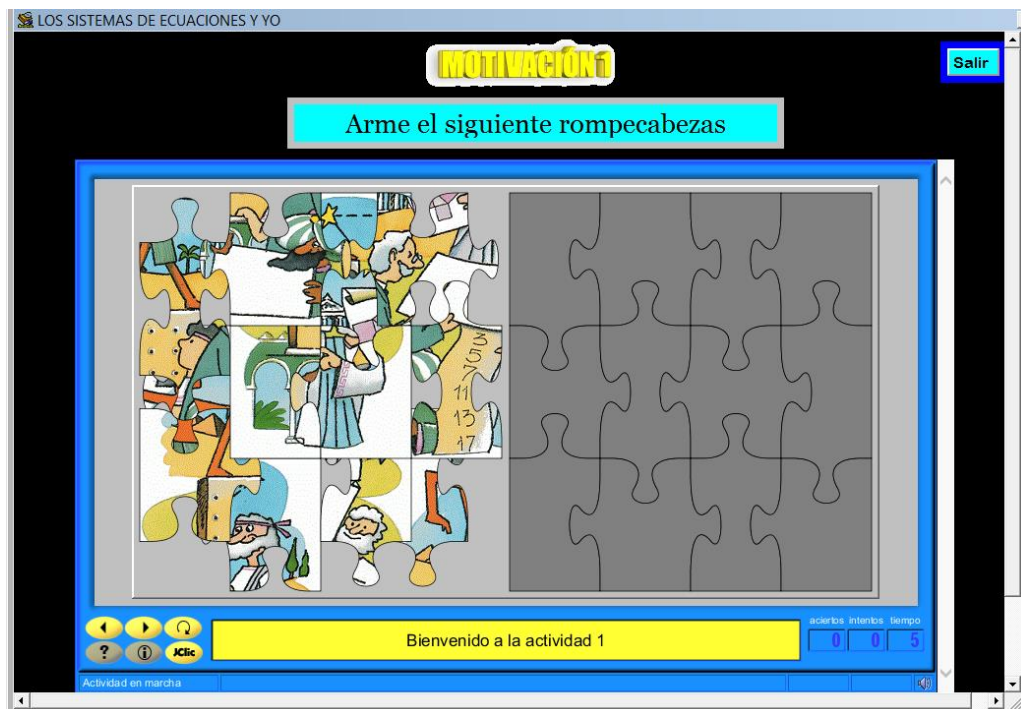 LOS SISTEMAS DE ECUACIONES Y YO
MOTIVACIÓN 1
Salir
Arme el siguiente rompecabezas
3
5
7
11
13
17
aciertos intentos tiempo
0 0 5
Bienvenido a la actividad 1
? i JClic
Actividad en marcha